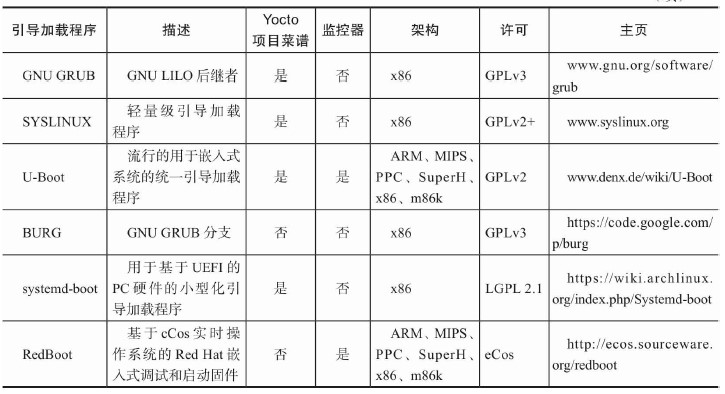 引导加载程序 描述 Yocto 项目菜谱 监控器 架构 许可 主页
GNU GRUB GNU LILO 后继者 是 否 x86 GPLv3 www.gnu.org/software/
grub
SYSLINUX 轻量级引导加载 是 否 x86 GPLv2+ www.syslinux.org
程序
U-Boot 流行的用于嵌入式 是 是 ARM、MIPS、 GPLv2 www.denx.de/wiki/U-Boot
系统的统一引导加载 PPC、SuperH、
程序 x86、m86k
BURG GNU GRUB 分支 否 否 x86 GPLv3 https://code.google.com/
p/burg
systemd-boot 用于基于 UEFI 的 是 否 x86 LGPL 2.1 https://wiki.archlinux.
PC 硬件的小型化引 org/index.php/Systemd-boot
导加载程序
RedBoot 基于 cCos 实时操 否 是 ARM、MIPS、 eCos http://ecos.sourceware.
作系统的 Red Hat 嵌 PPC、SuperH、 org/redboot
入式调试和启动固件 x86、m86k